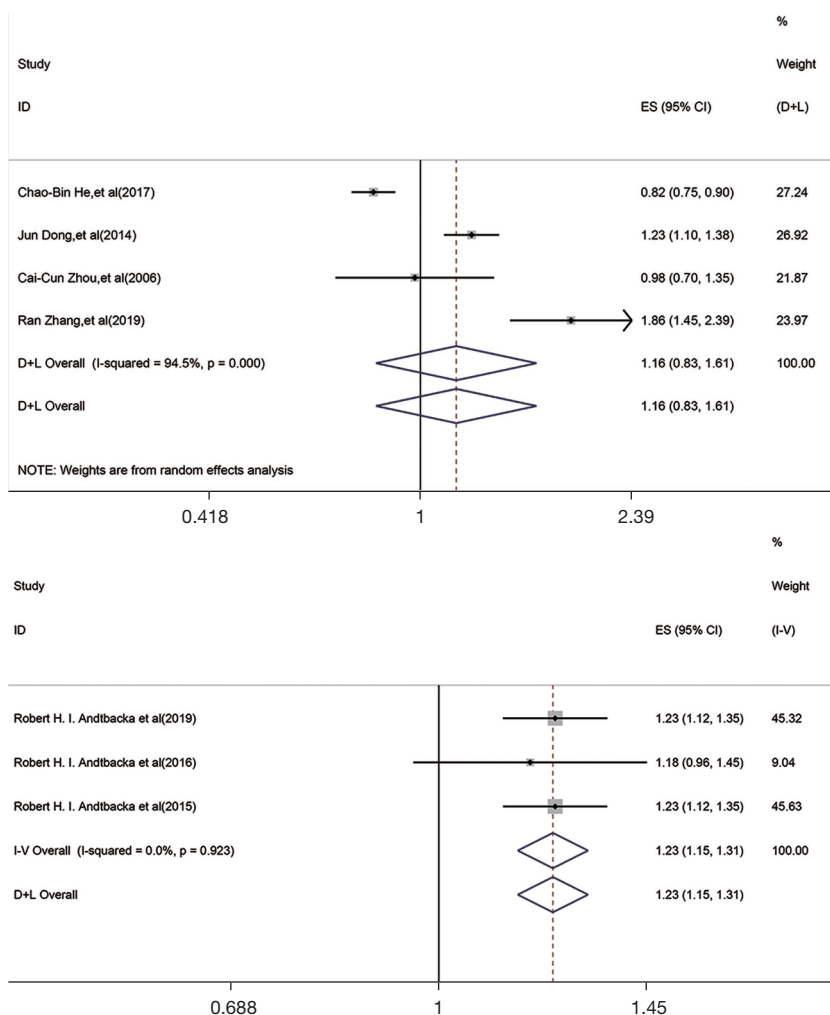 %
Study Weight
ID ES (95% CI) (D+L)
Chao-Bin He,et al(2017) 0.82 (0.75, 0.90) 27.24
Jun Dong,et al(2014) 1.23 (1.10, 1.38) 26.92
Cai-Cun Zhou,et al(2006) 0.98 (0.70, 1.35) 21.87
Ran Zhang,et al(2019) 1.86 (1.45, 2.39) 23.97
D+L Overall (I-squared = 94.5%, p = 0.000) 1.16 (0.83, 1.61) 100.00
D+L Overall 1.16 (0.83, 1.61)
NOTE: Weights are from random effects analysis
0.418 1 2.39
%
Study Weight
ID ES (95% CI) (I-V)
Robert H. I. Andtbacka et al(2019) 1.23 (1.12, 1.35) 45.32
Robert H. I. Andtbacka et al(2016) 1.18 (0.96, 1.45) 9.04
Robert H. I. Andtbacka et al(2015) 1.23 (1.12, 1.35) 45.63
I-V Overall (I-squared = 0.0%, p = 0.923) 1.23 (1.15, 1.31) 100.00
D+L Overall 1.23 (1.15, 1.31)
0.688 1 1.45